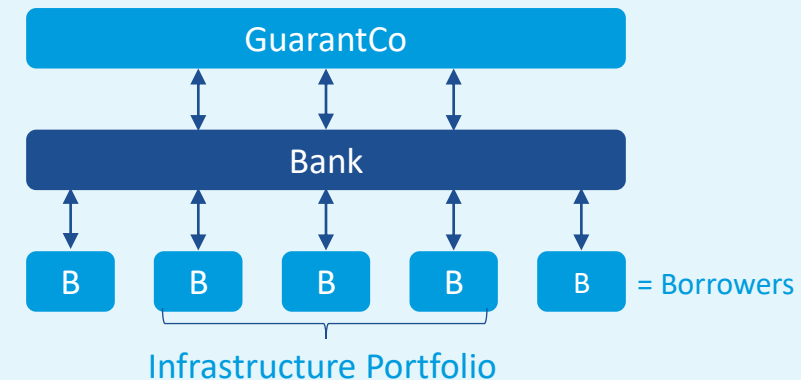 GuarantCo
Bank
B B B B B = Borrowers
Infrastructure Portfolio